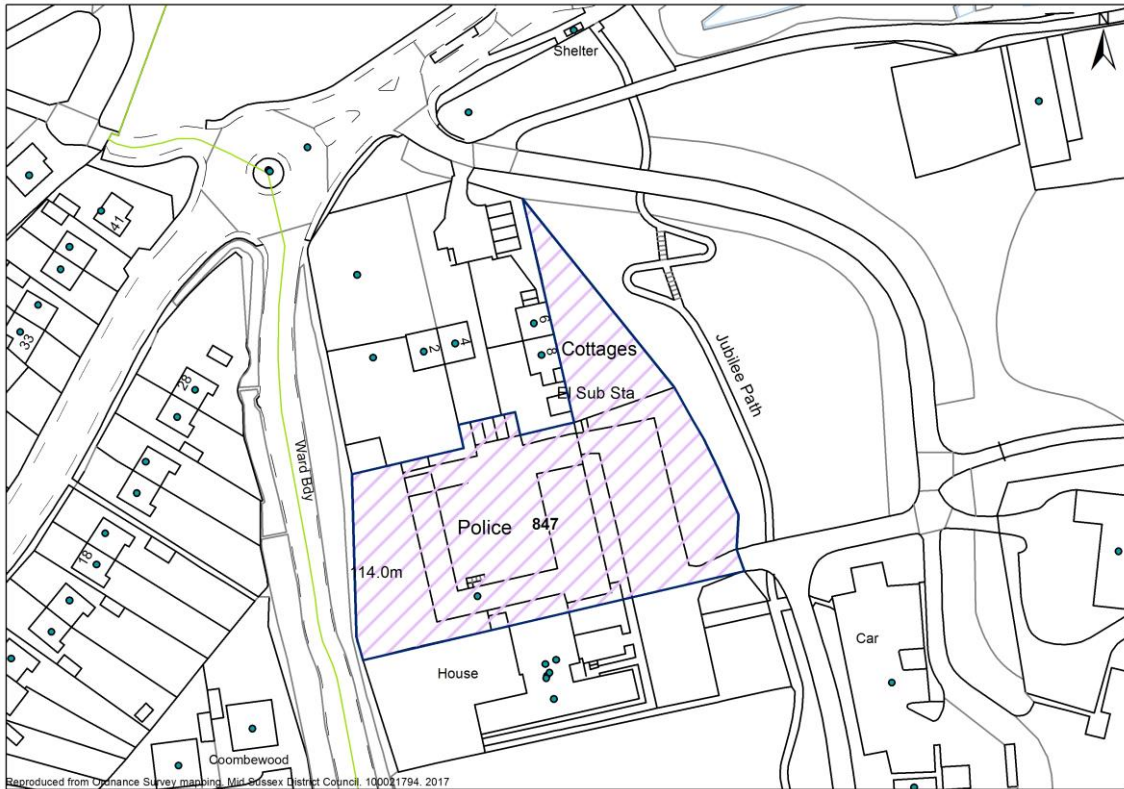 N
Shelter
41
33
2
4
6
8
Cottages
El Sub Sta
Jubilee Path
28
Ward Bdy
Police
847
114.0m
18
House
Car
Coombewood
Reproduced from Ordnance Survey mapping. Mid Sussex District Council. 100021794. 2017